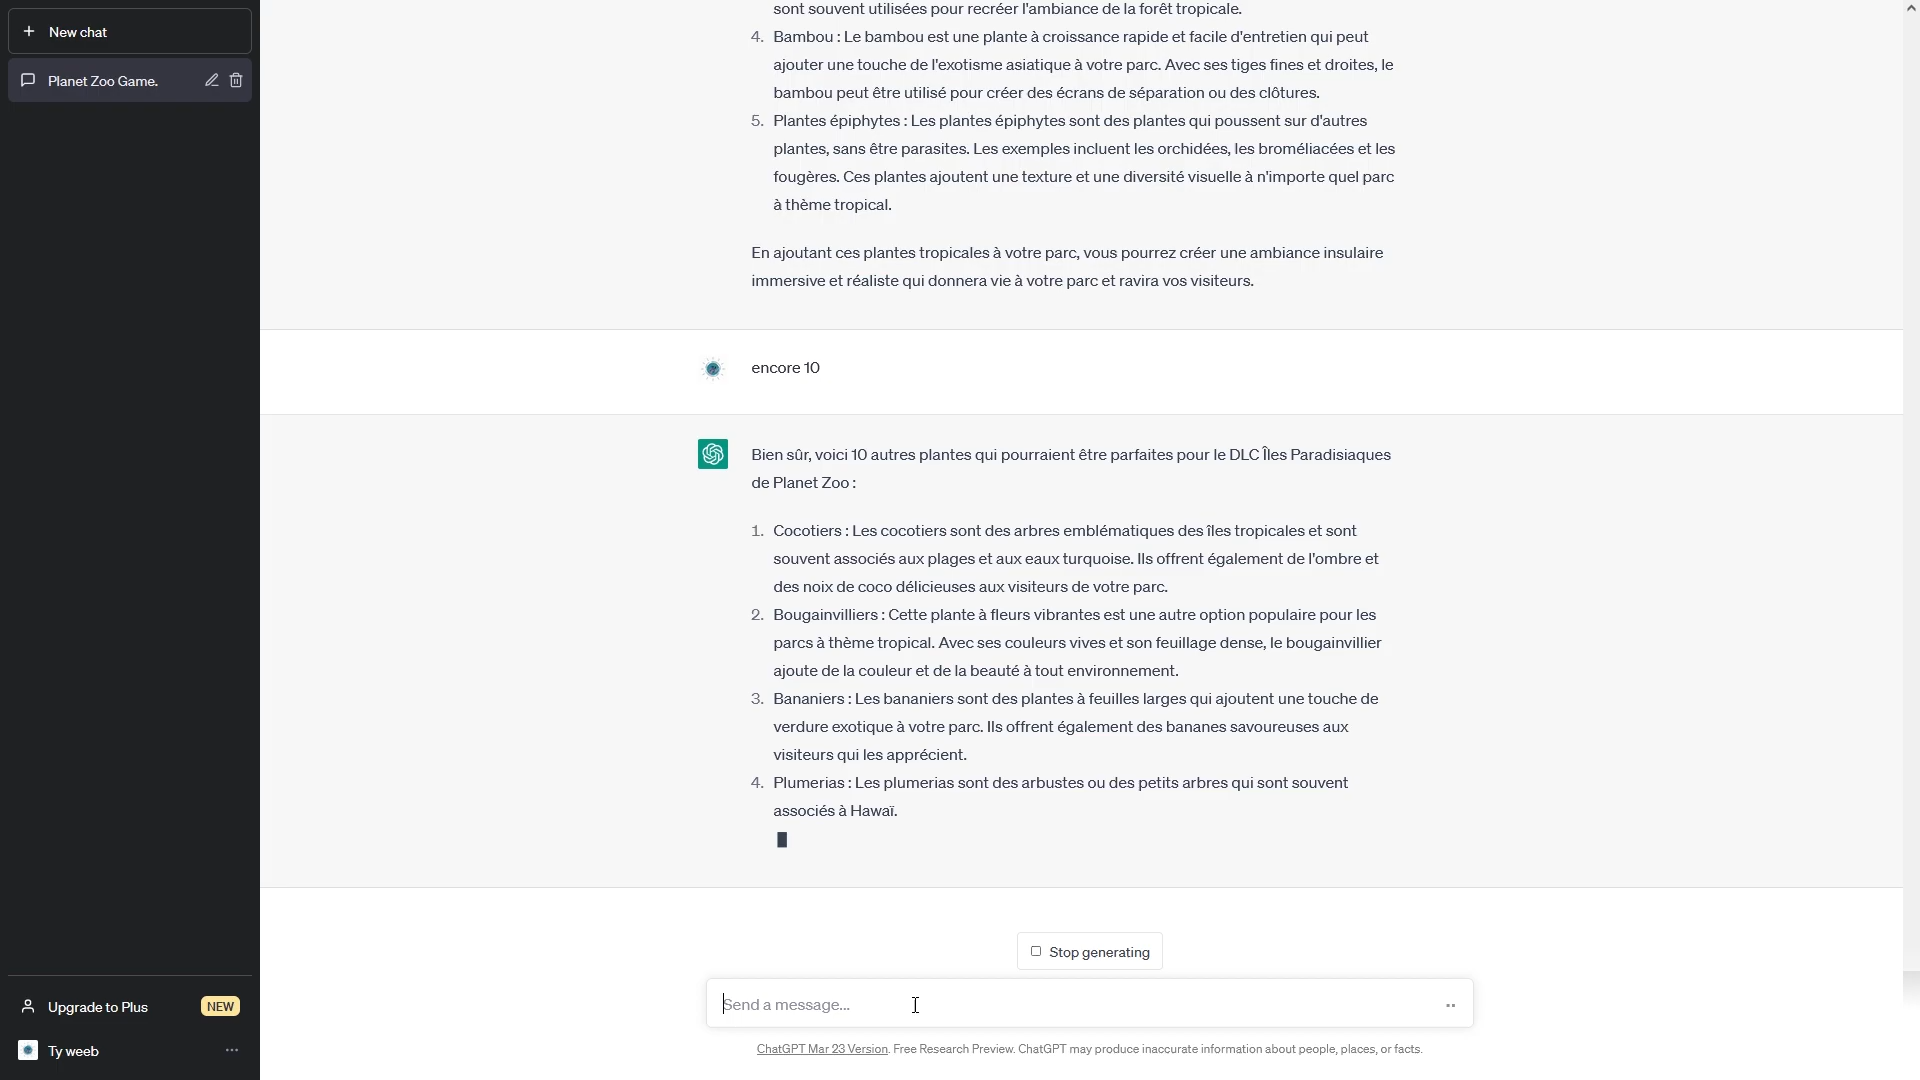 New chat
Planet Zoo Game.
sont souvent utilisées pour recréer l'ambiance de la forêt tropicale.
4. Bambou : Le bambou est une plante à croissance rapide et facile d'entretien qui peut
ajouter une touche de l'exotisme asiatique à votre parc. Avec ses tiges fines et droites, le
bambou peut être utilisé pour créer des écrans de séparation ou des clôtures.
5. Plantes épiphytes : Les plantes épiphytes sont des plantes qui poussent sur d'autres
plantes, sans être parasites. Les exemples incluent les orchidées, les broméliacées et les
fougères. Ces plantes ajoutent une texture et une diversité visuelle à n'importe quel parc
à thème tropical.
En ajoutant ces plantes tropicales à votre parc, vous pourrez créer une ambiance insulaire
immersive et réaliste qui donnera vie à votre parc et ravira vos visiteurs.
encore 10
Bien sûr, voici 10 autres plantes qui pourraient être parfaites pour le DLC Îles Paradisiaques
de Planet Zoo :
1. Cocotiers : Les cocotiers sont des arbres emblématiques des îles tropicales et sont
souvent associés aux plages et aux eaux turquoise. Ils offrent également de l'ombre et
des noix de coco délicieuses aux visiteurs de votre parc.
2. Bougainvilliers : Cette plante à fleurs vibrantes est une autre option populaire pour les
parcs à thème tropical. Avec ses couleurs vives et son feuillage dense, le bougainvillier
ajoute de la couleur et de la beauté à tout environnement.
3. Bananiers : Les bananiers sont des plantes à feuilles larges qui ajoutent une touche de
verdure exotique à votre parc. Ils offrent également des bananes savoureuses aux
visiteurs qui les apprécient.
4. Plumerias : Les plumerias sont des arbustes ou des petits arbres qui sont souvent
associés à Hawaï.
Stop generating
Send a message...
ChatGPT Mar 23 Version. Free Research Preview. ChatGPT may produce inaccurate information about people, places, or facts.
Upgrade to Plus NEW
Ty weeb